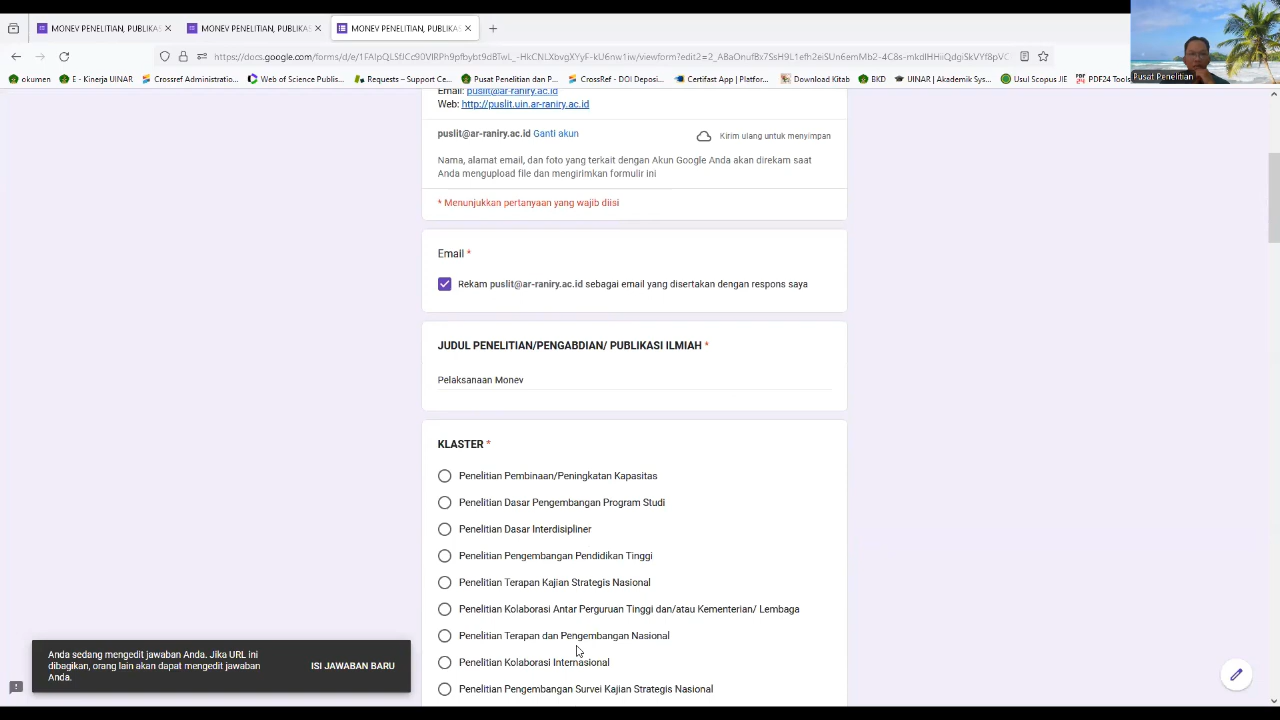 MONEV PENELITIAN, PUBLIKAS
MONEV PENELITIAN, PUBLIKAS
MONEV PENELITIAN, PUBLIKAS
okumen
E - Kinerja UINAR
Crossref Administratio...
Web of Science Publis...
Requests – Support Ce...
Pusat Penelitian dan P...
CrossRef - DOI Deposi...
Certifast App | Platfor...
Download Kitab
BKD
UINAR | Akademik Sys...
Usul Scopus JIE
PDF24 Tools
Pusat Penelitian
Email: puslit@ar-raniry.ac.id
Web: http://puslit.uin.ar-raniry.ac.id
puslit@ar-raniry.ac.id Ganti akun
Kirim ulang untuk menyimpan
Nama, alamat email, dan foto yang terkait dengan Akun Google Anda akan direkam saat
Anda mengupload file dan mengirimkan formulir ini
* Menunjukkan pertanyaan yang wajib diisi
Email *
Rekam puslit@ar-raniry.ac.id sebagai email yang disertakan dengan respons saya
JUDUL PENELITIAN/PENGABDIAN/ PUBLIKASI ILMIAH *
Pelaksanaan Monev
KLASTER *
Penelitian Pembinaan/Peningkatan Kapasitas
Penelitian Dasar Pengembangan Program Studi
Penelitian Dasar Interdisipliner
Penelitian Pengembangan Pendidikan Tinggi
Penelitian Terapan Kajian Strategis Nasional
Penelitian Kolaborasi Antar Perguruan Tinggi dan/atau Kementerian/ Lembaga
Penelitian Terapan dan Pengembangan Nasional
Penelitian Kolaborasi Internasional
Penelitian Pengembangan Survei Kajian Strategis Nasional
Anda sedang mengedit jawaban Anda. Jika URL ini
dibagikan, orang lain akan dapat mengedit jawaban
Anda.
ISI JAWABAN BARU